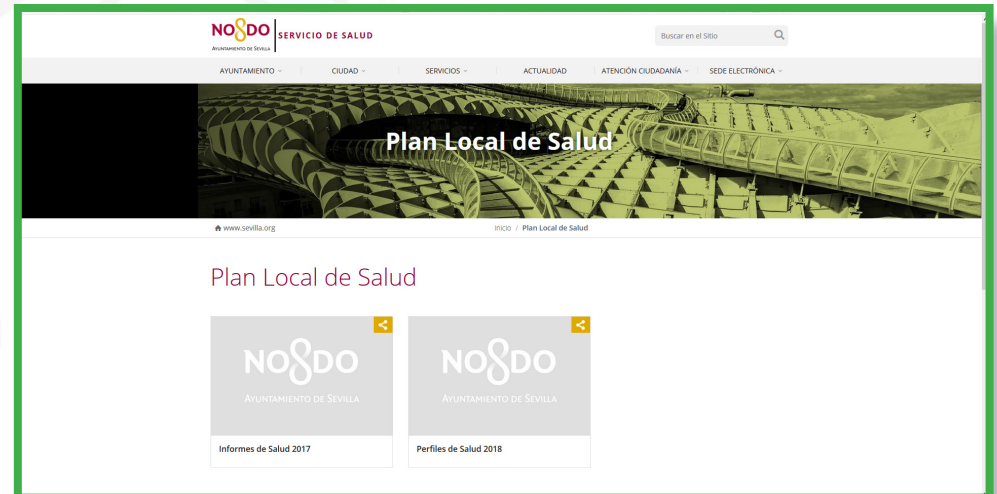 NO8DO
AYUNTAMIENTO DE SEVILLA
SERVICIO DE SALUD
Buscar en el Sitio
AYUNTAMIENTO
CIUDAD
SERVICIOS
ACTUALIDAD
ATENCIÓN CIUDADANÍA
SEDE ELECTRÓNICA
Plan Local de Salud
www.sevilla.org
Inicio / Plan Local de Salud
Plan Local de Salud
NO8DO
AYUNTAMIENTO DE SEVILLA
Informes de Salud 2017
NO8DO
AYUNTAMIENTO DE SEVILLA
Perfiles de Salud 2018